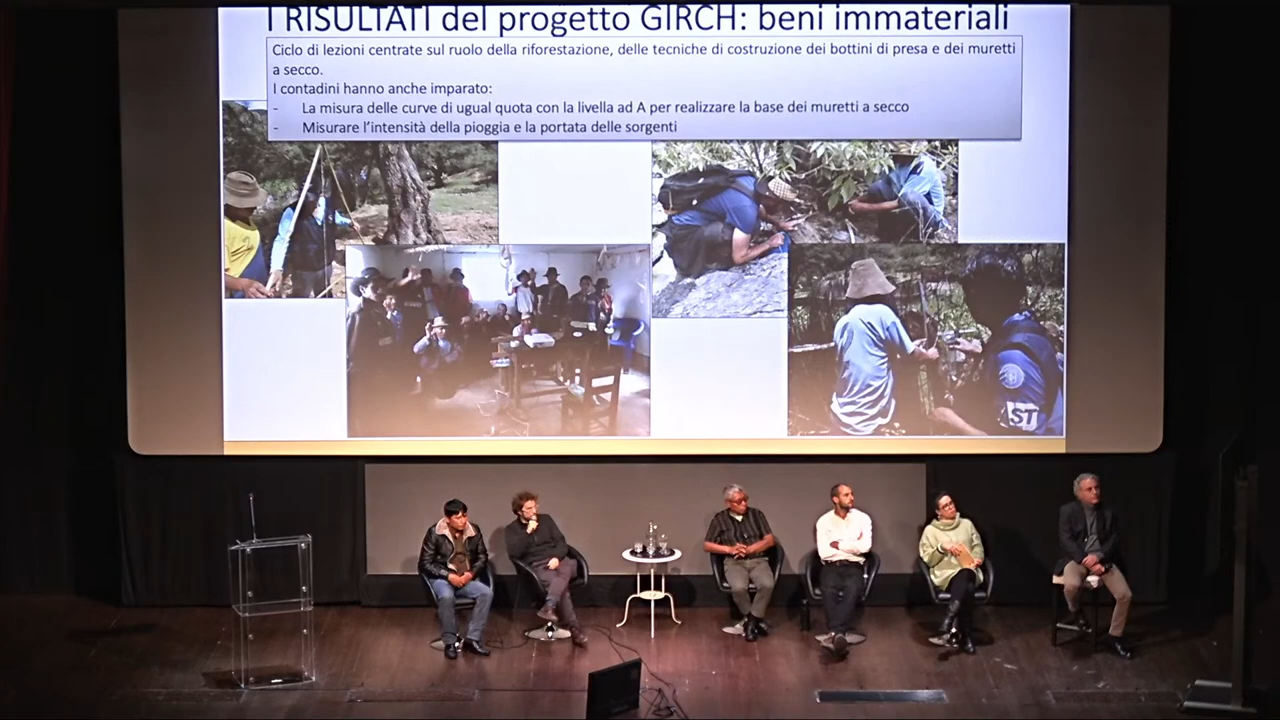 I RISULTATI del progetto GIRCH: beni immateriali
Ciclo di lezioni centrate sul ruolo della riforestazione, delle tecniche di costruzione dei bottini di presa e dei muretti
a secco.
I contadini hanno anche imparato:
- La misura delle curve di ugual quota con la livella ad A per realizzare la base dei muretti a secco
- Misurare l'intensità della pioggia e la portata delle sorgenti
ST